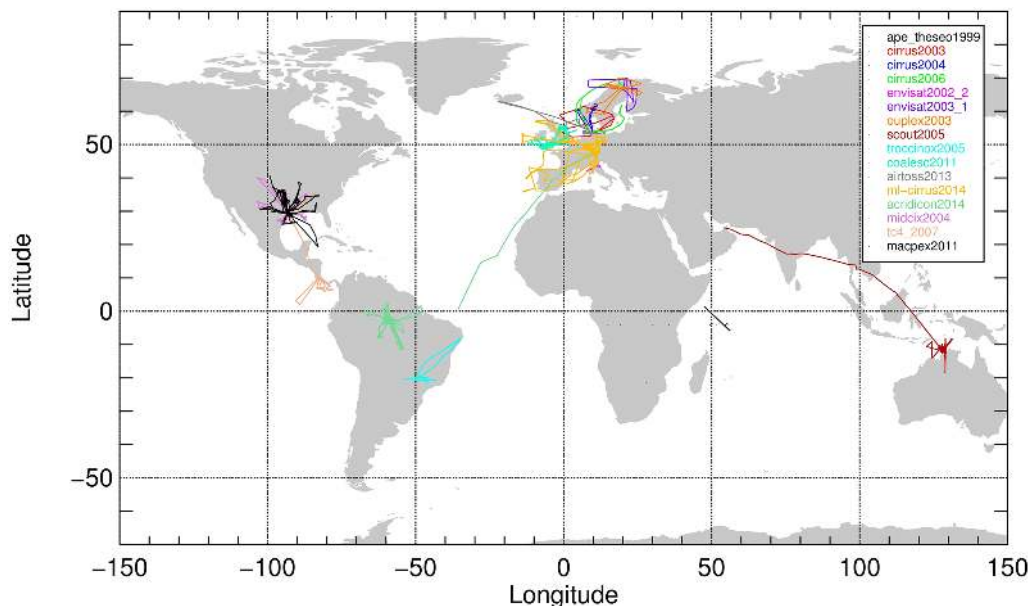 ape_theseo1999
cirrus2003
cirrus2004
cirrus2006
envisat2002_2
envisat2003_1
euplex2003
scout2005
troccinox2005
coalesc2011
airtoss2013
ml-cirrus2014
acridicon2014
midcix2004
tc4_2007
macpex2011
50
0
−50
Latitude
−150 −100 −50 0 50 100 150
Longitude